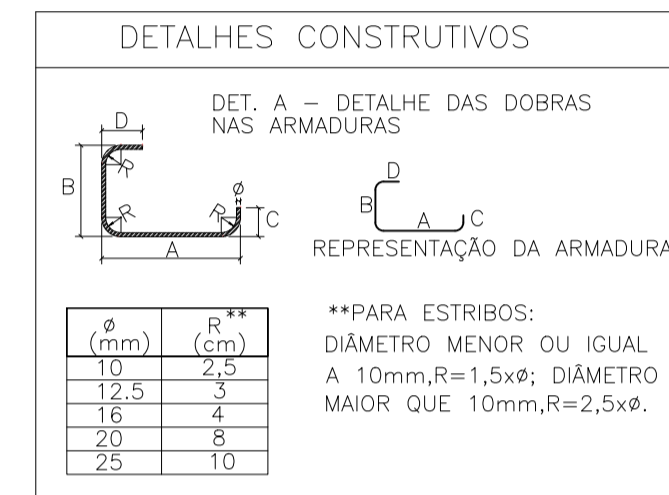 DETALHES CONSTRUTIVOS
DET. A – DETALHE DAS DOBRAS
NAS ARMADURAS
D
R
B
R
R
Ø
C
A
D
B
A
C
REPRESENTAÇÃO DA ARMADURA
Ø (mm) R** (cm)
10 2,5
12.5 3
16 4
20 8
25 10
**PARA ESTRIBOS:
DIÂMETRO MENOR OU IGUAL
A 10mm,R=1,5xø; DIÂMETRO
MAIOR QUE 10mm,R=2,5xø.